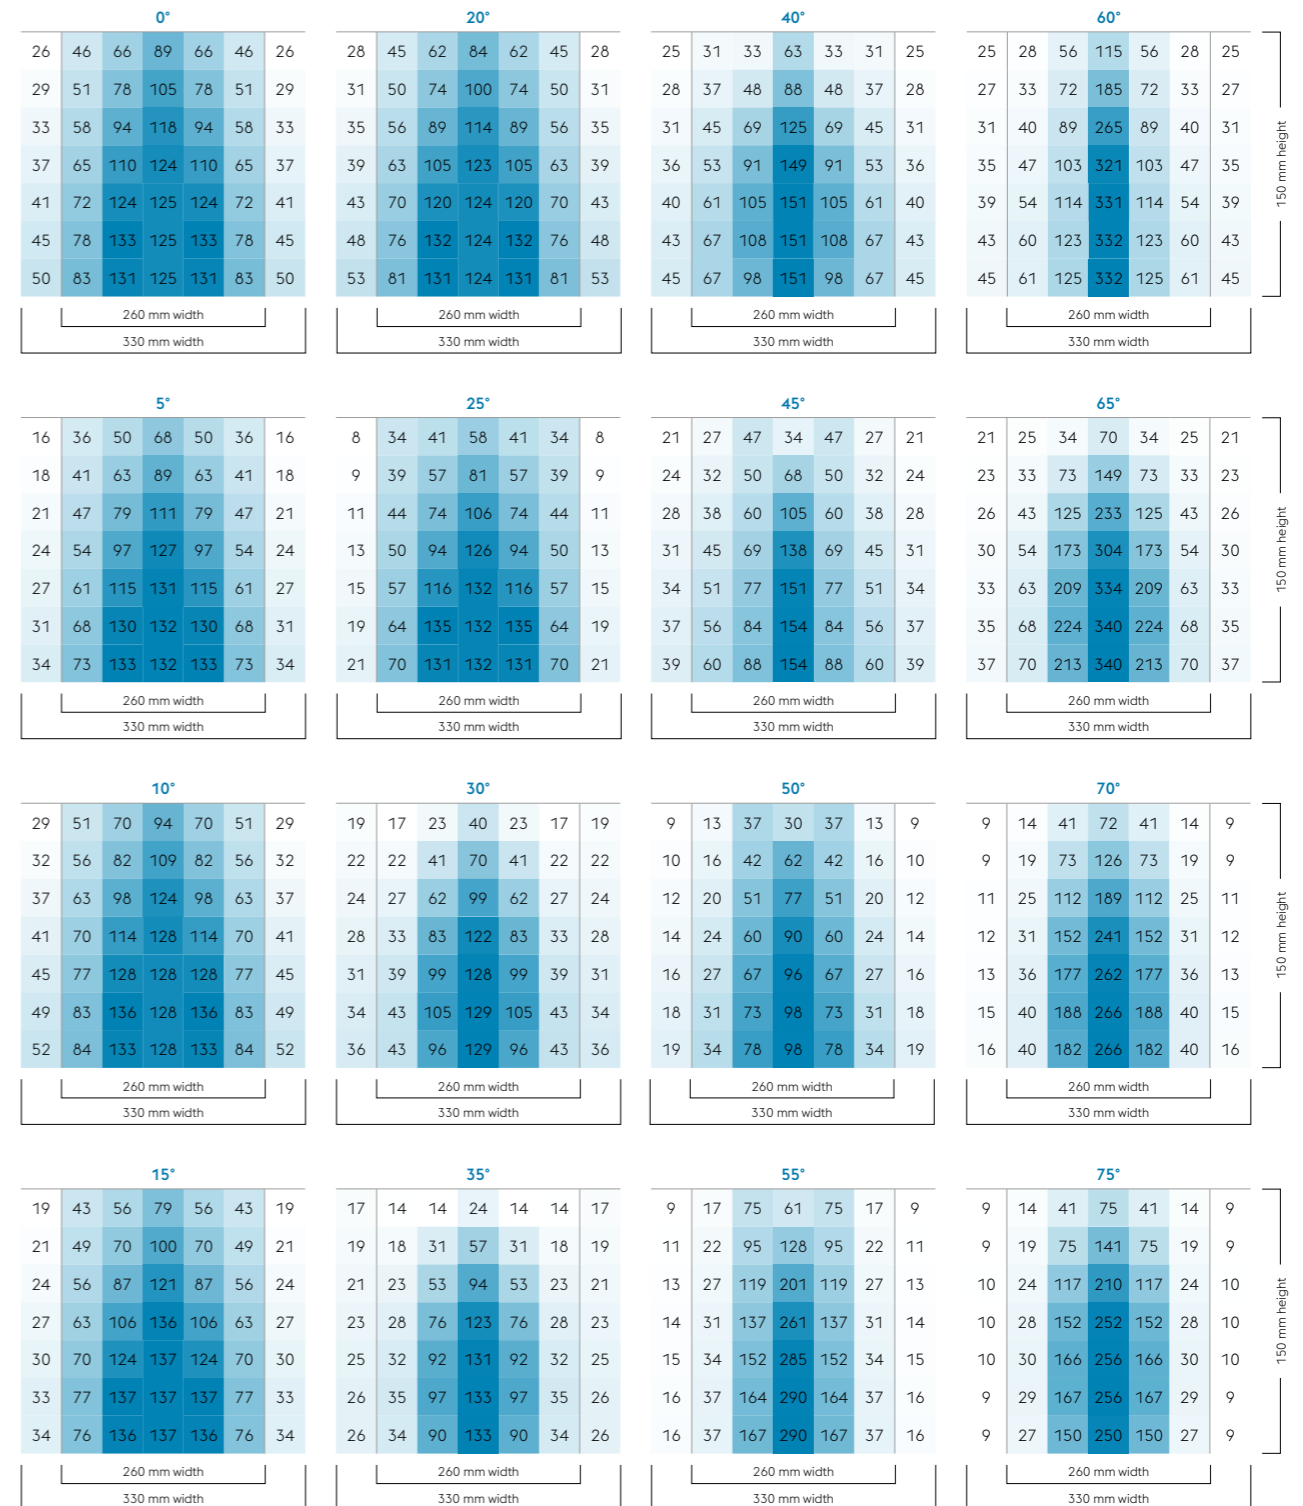 0° 20° 40° 60°
26 46 66 89 66 46 26 28 45 62 84 62 45 28 25 31 33 63 33 31 25 25 28 56 115 56 28 25
29 51 78 105 78 51 29 31 50 74 100 74 50 31 28 37 48 88 48 37 28 27 33 72 185 72 33 27
33 58 94 118 94 58 33 35 56 89 114 89 56 35 31 45 69 125 69 45 31 31 40 89 265 89 40 31
37 65 110 124 110 65 37 39 63 105 123 105 63 39 36 53 91 149 91 53 36 35 47 103 321 103 47 35
41 72 124 125 124 72 41 43 70 120 124 120 70 43 40 61 105 151 105 61 40 39 54 114 331 114 54 39
45 78 133 125 133 78 45 48 76 132 124 132 76 48 43 67 108 151 108 67 43 43 60 123 332 123 60 43
50 83 131 125 131 83 50 53 81 131 124 131 81 53 45 67 98 151 98 67 45 45 61 125 332 125 61 45
150 mm height
260 mm width 260 mm width 260 mm width 260 mm width
330 mm width 330 mm width 330 mm width 330 mm width
5° 25° 45° 65°
16 36 50 68 50 36 16 8 34 41 58 41 34 8 21 27 47 34 47 27 21 21 25 34 70 34 25 21
18 41 63 89 63 41 18 9 39 57 81 57 39 9 24 32 50 68 50 32 24 23 33 73 149 73 33 23
21 47 79 111 79 47 21 11 44 74 106 74 44 11 28 38 60 105 60 38 28 26 43 125 233 125 43 26
24 54 97 127 97 54 24 13 50 94 126 94 50 13 31 45 69 138 69 45 31 30 54 173 304 173 54 30
27 61 115 131 115 61 27 15 57 116 132 116 57 15 34 51 77 151 77 51 34 33 63 209 334 209 63 33
31 68 130 132 130 68 31 19 64 135 132 135 64 19 37 56 84 154 84 56 37 35 68 224 340 224 68 35
34 73 133 132 133 73 34 21 70 131 132 131 70 21 39 60 88 154 88 60 39 37 70 213 340 213 70 37
150 mm height
260 mm width 260 mm width 260 mm width 260 mm width
330 mm width 330 mm width 330 mm width 330 mm width
10° 30° 50° 70°
29 51 70 94 70 51 29 19 17 23 40 23 17 19 9 13 37 30 37 13 9 9 14 41 72 41 14 9
32 56 82 109 82 56 32 22 22 41 70 41 22 22 10 16 42 62 42 16 10 9 19 73 126 73 19 9
37 63 98 124 98 63 37 24 27 62 99 62 27 24 12 20 51 77 51 20 12 11 25 112 189 112 25 11
41 70 114 128 114 70 41 28 33 83 122 83 33 28 14 24 60 90 60 24 14 12 31 152 241 152 31 12
45 77 128 128 128 77 45 31 39 99 128 99 39 31 16 27 67 96 67 27 16 13 36 177 262 177 36 13
49 83 136 128 136 83 49 34 43 105 129 105 43 34 18 31 73 98 73 31 18 15 40 188 266 188 40 15
52 84 133 128 133 84 52 36 43 96 129 96 43 36 19 34 78 98 78 34 19 16 40 182 266 182 40 16
150 mm height
260 mm width 260 mm width 260 mm width 260 mm width
330 mm width 330 mm width 330 mm width 330 mm width
15° 35° 55° 75°
19 43 56 79 56 43 19 17 14 14 24 14 14 17 9 17 75 61 75 17 9 9 14 41 75 41 14 9
21 49 70 100 70 49 21 19 18 31 57 31 18 19 11 22 95 128 95 22 11 9 19 75 141 75 19 9
24 56 87 121 87 56 24 21 23 53 94 53 23 21 13 27 119 201 119 27 13 10 24 117 210 117 24 10
27 63 106 136 106 63 27 23 28 76 123 76 28 23 14 31 137 261 137 31 14 10 28 152 252 152 28 10
30 70 124 137 124 70 30 25 32 92 131 92 32 25 15 34 152 285 152 34 15 10 30 166 256 166 30 10
33 77 137 137 137 77 33 26 35 97 133 97 35 26 16 37 164 290 164 37 16 9 29 167 256 167 29 9
34 76 136 137 136 76 34 26 34 90 133 90 34 26 16 37 167 290 167 37 16 9 27 150 250 150 27 9
150 mm height
260 mm width 260 mm width 260 mm width 260 mm width
330 mm width 330 mm width 330 mm width 330 mm width